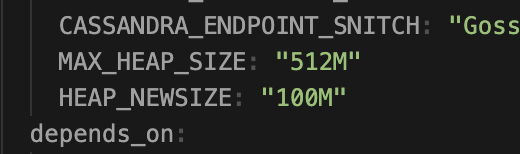 CASSANDRA_ENDPOINT_SNITCH: "Goss
MAX_HEAP_SIZE: "512M"
HEAP_NEWSIZE: "100M"
depends_on: